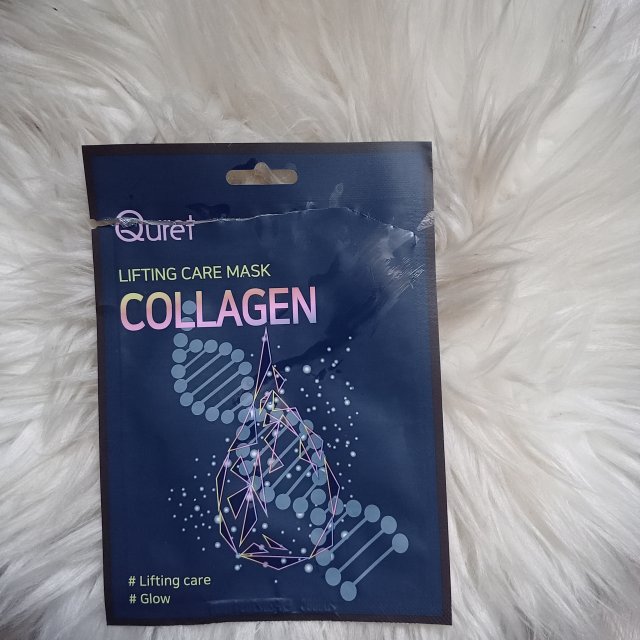 Quret
LIFTING CARE MASK
COLLAGEN
# Lifting care
# Glow